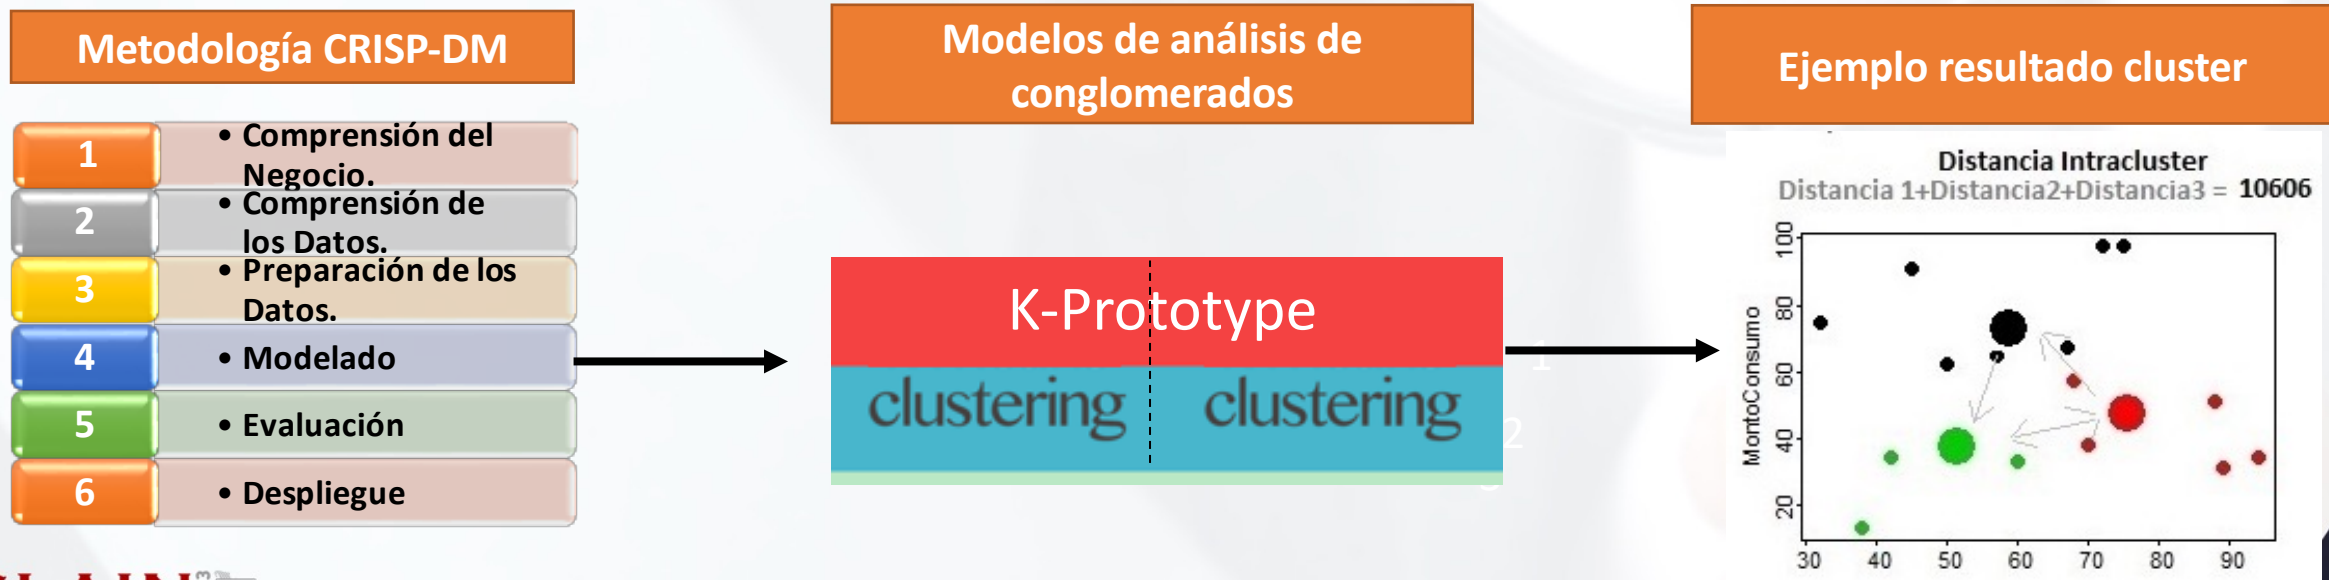 Metodología CRISP-DM
1
• Comprensión del
Negocio.
2
• Comprensión de
los Datos.
3
• Preparación de los
Datos.
4
• Modelado
5
• Evaluación
6
• Despliegue
Modelos de análisis de
conglomerados
K-Prototype
clustering clustering
1
2
Ejemplo resultado cluster
Distancia Intracluster
Distancia 1+Distancia2+Distancia3 = 10606
MontoConsumo
100
80
60
40
20
30 40 50 60 70 80 90